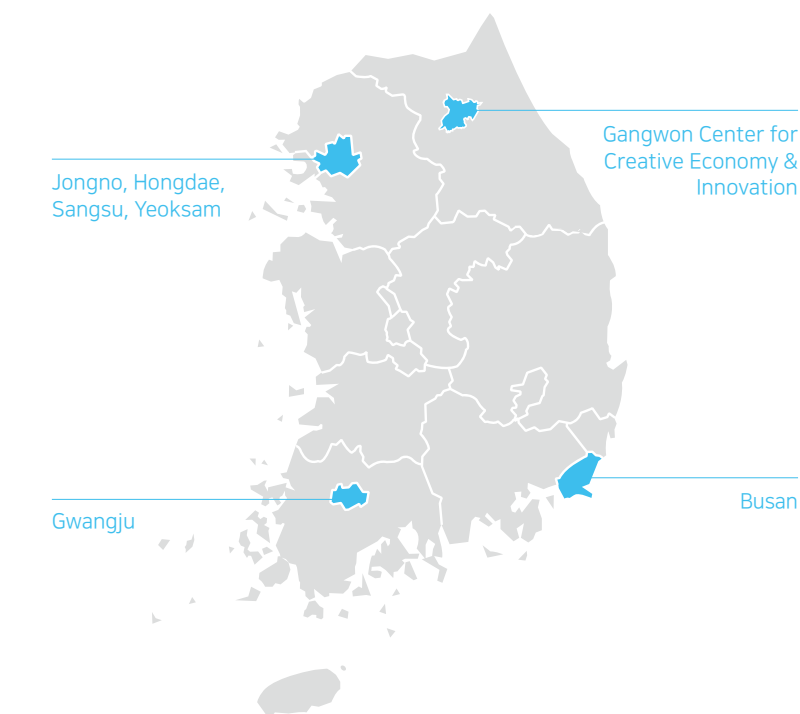 Gangwon Center for
Creative Economy &
Innovation
Jongno, Hongdae,
Sangsu, Yeoksam
Busan
Gwangju